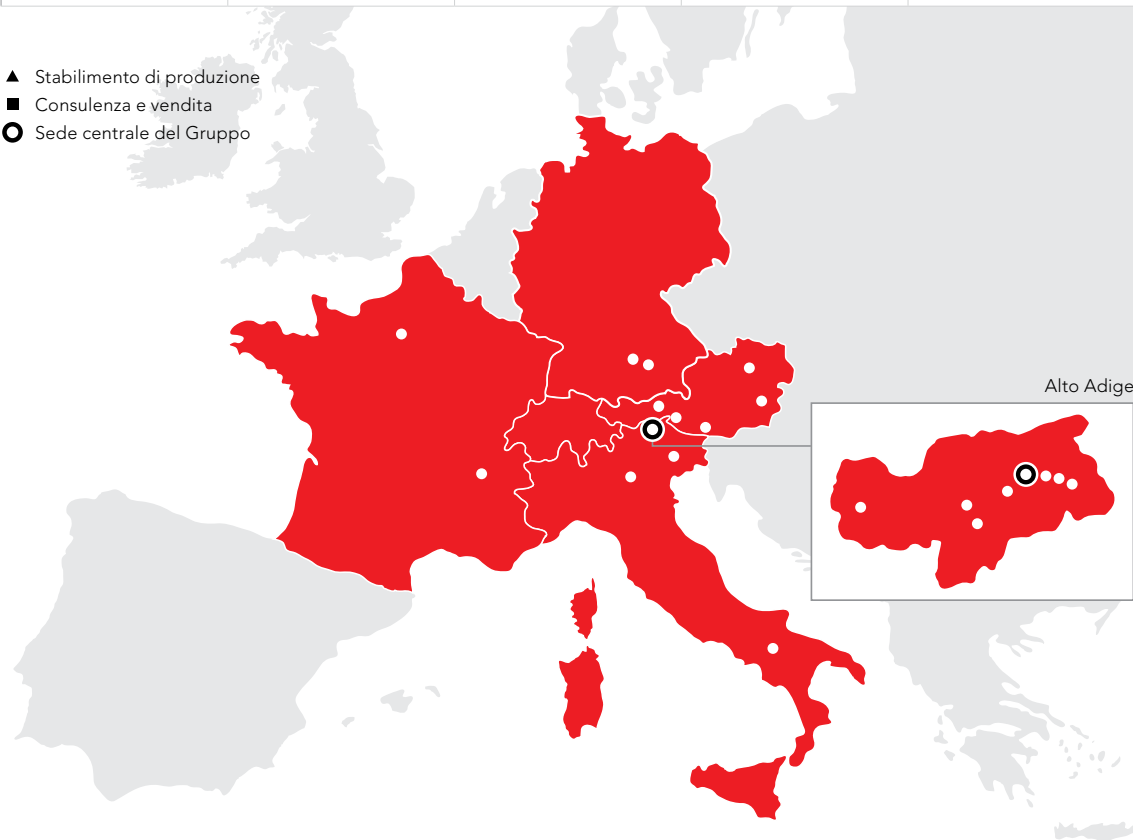 Stabilimento di produzione
Consulenza e vendita
Sede centrale del Gruppo
Alto Adige